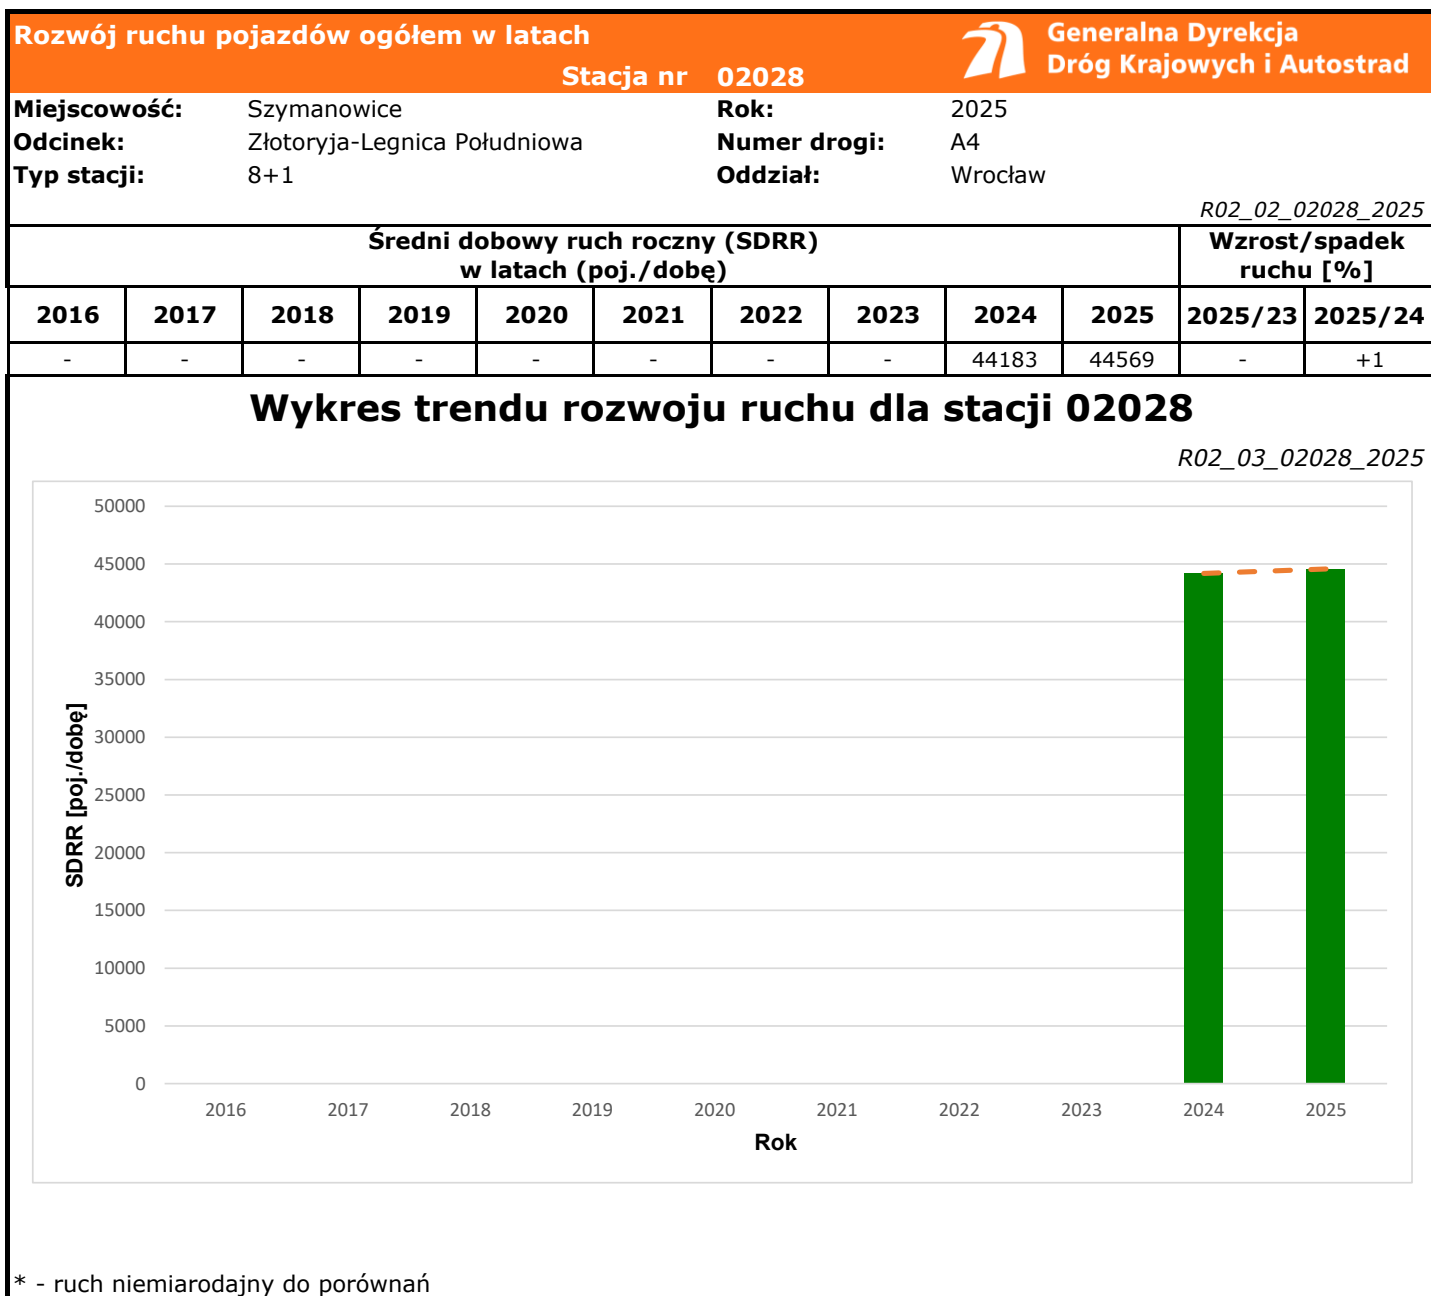 Rozwój ruchu pojazdów ogółem w latach
Generalna Dyrekcja
Dróg Krajowych i Autostrad
Stacja nr 02028
Miejscowość: Szymanowice Rok: 2025
Odcinek: Złotoryja-Legnica Południowa Numer drogi: A4
Typ stacji: 8+1 Oddział: Wrocław
R02_02_02028_2025
Średni dobowy ruch roczny (SDRR)
w latach (poj./dobę)
Wzrost/spadek
ruchu [%]
2016 2017 2018 2019 2020 2021 2022 2023 2024 2025 2025/23 2025/24
- - - - - - - - 44183 44569 - +1
Wykres trendu rozwoju ruchu dla stacji 02028
R02_03_02028_2025
SDRR [poj./dobę]
50000
45000
40000
35000
30000
25000
20000
15000
10000
5000
0
2016 2017 2018 2019 2020 2021 2022 2023 2024 2025
Rok
* - ruch niemiarodajny do porównań